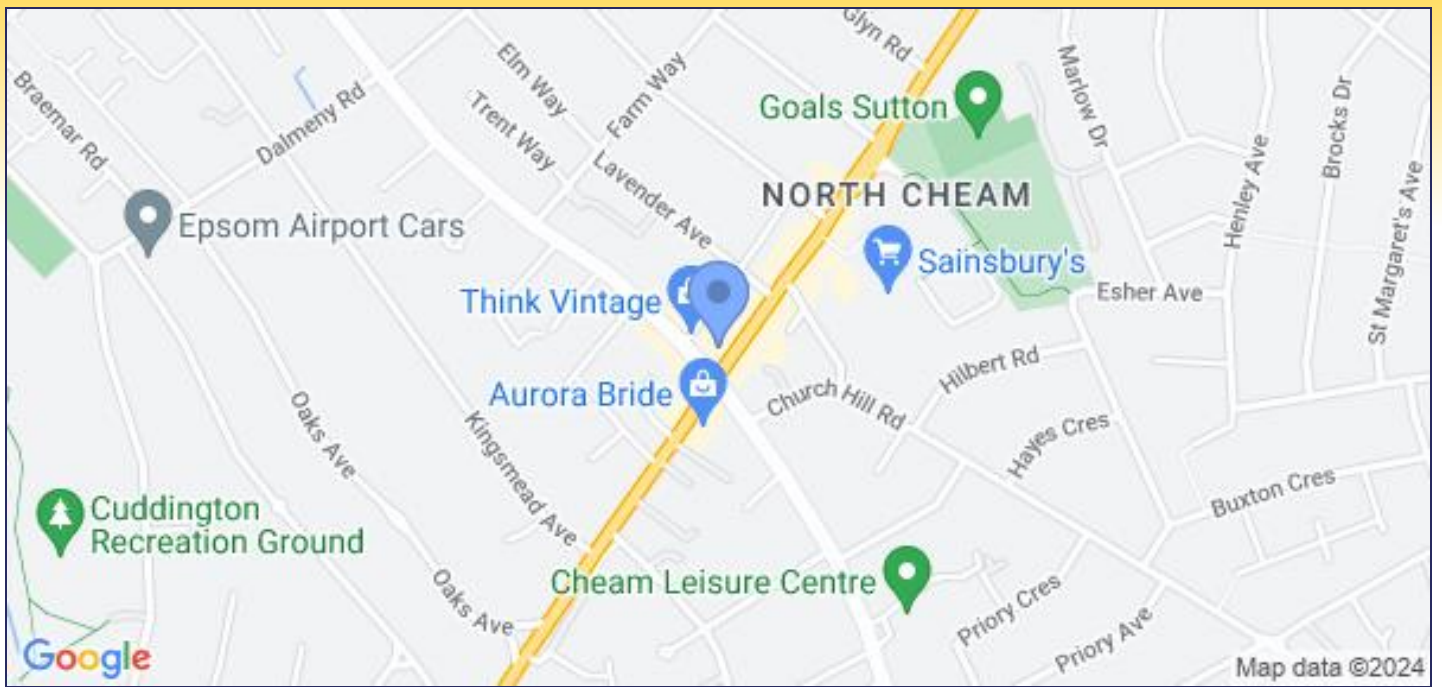 Glyn Rd
Elm Way
Farm Way
Marlow Dr
Braemar Rd
Dalmeny Rd
Trent Way
Goals Sutton
Brocks Dr
Lavender Ave
NORTH CHEAM
Henley Ave
St Margaret's Ave
Epsom Airport Cars
Sainsbury's
Think Vintage
Esher Ave
Hilbert Rd
Aurora Bride
Church Hill Rd
Oaks Ave
Kingsmead Ave
Hayes Cres
Buxton Cres
Cuddington
Recreation Ground
Cheam Leisure Centre
Oaks Ave
Priory Cres
Priory Ave
Google
Map data ©2024